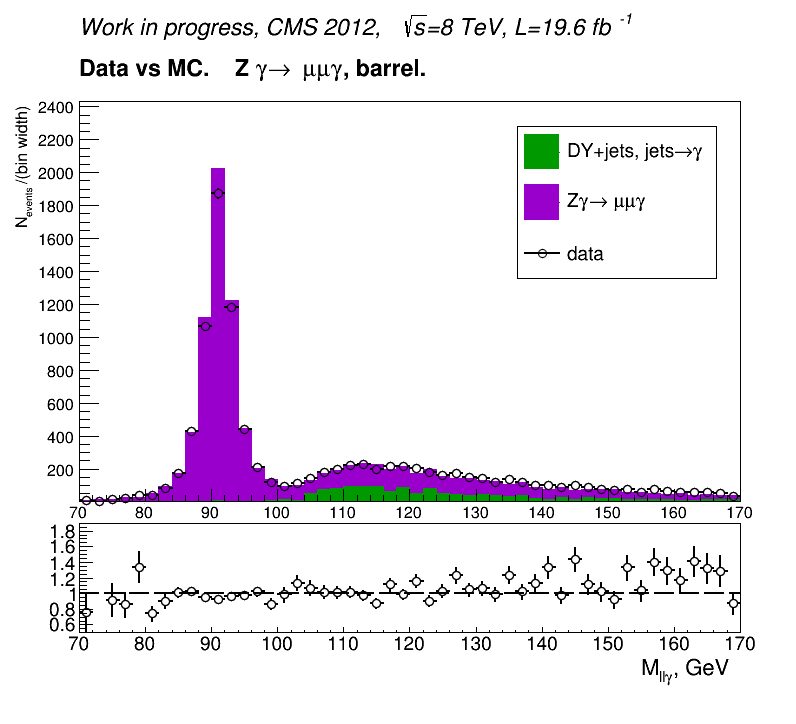 Work in progress, CMS 2012, √s=8 TeV, L=19.6 fb -1
Data vs MC. Z γ→ μμγ, barrel.
N events /(bin width)
2400
2200
2000
1800
1600
1400
1200
1000
800
600
400
200
DY+jets, jets→γ
Zγ→ μμγ
data
70 80 90 100 110 120 130 140 150 160 170
1.8
1.6
1.4
1.2
1
0.8
0.6
70 80 90 100 110 120 130 140 150 160 170
M llγ, GeV